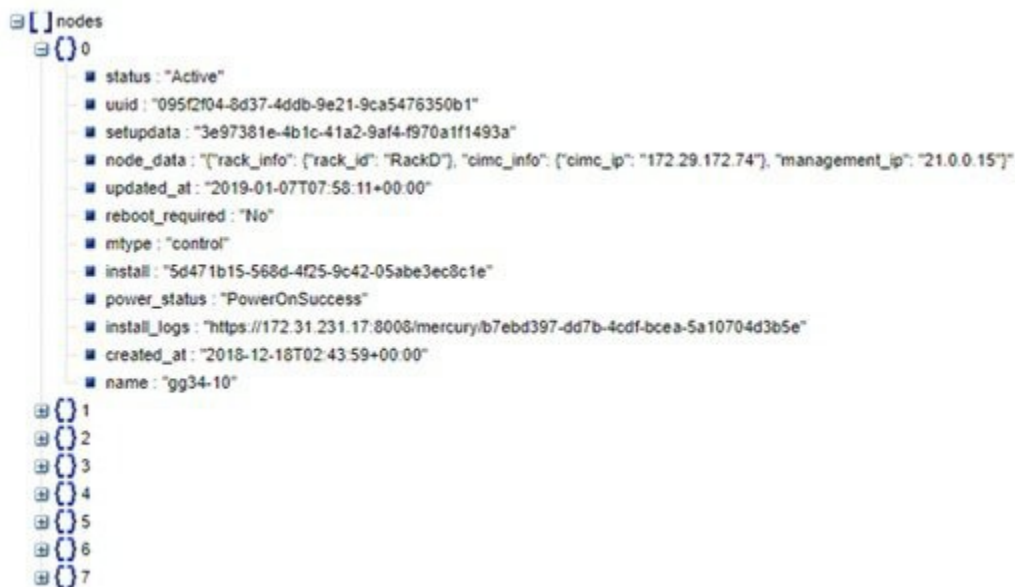 [ ] nodes
{} 0
status : "Active"
uuid : "095f2f04-8d37-4ddb-9e21-9ca5476350b1"
setupdata : "3e97381e-4b1c-41a2-9af4-f970a1f1493a"
node_data : "{"rack_info": {"rack_id": "RackD"}, "cimc_info": {"cimc_ip": "172.29.172.74"}, "management_ip": "21.0.0.15"}"
updated_at : "2019-01-07T07:58:11+00:00"
reboot_required : "No"
mtype : "control"
install : "5d471b15-568d-4f25-9c42-05abe3ec8c1e"
power_status : "PowerOnSuccess"
install_logs : "https://172.31.231.17:8008/mercury/b7ebd397-dd7b-4cdf-bcea-5a10704d3b5e"
created_at : "2018-12-18T02:43:59+00:00"
name : "gg34-10"
{} 1
{} 2
{} 3
{} 4
{} 5
{} 6
{} 7